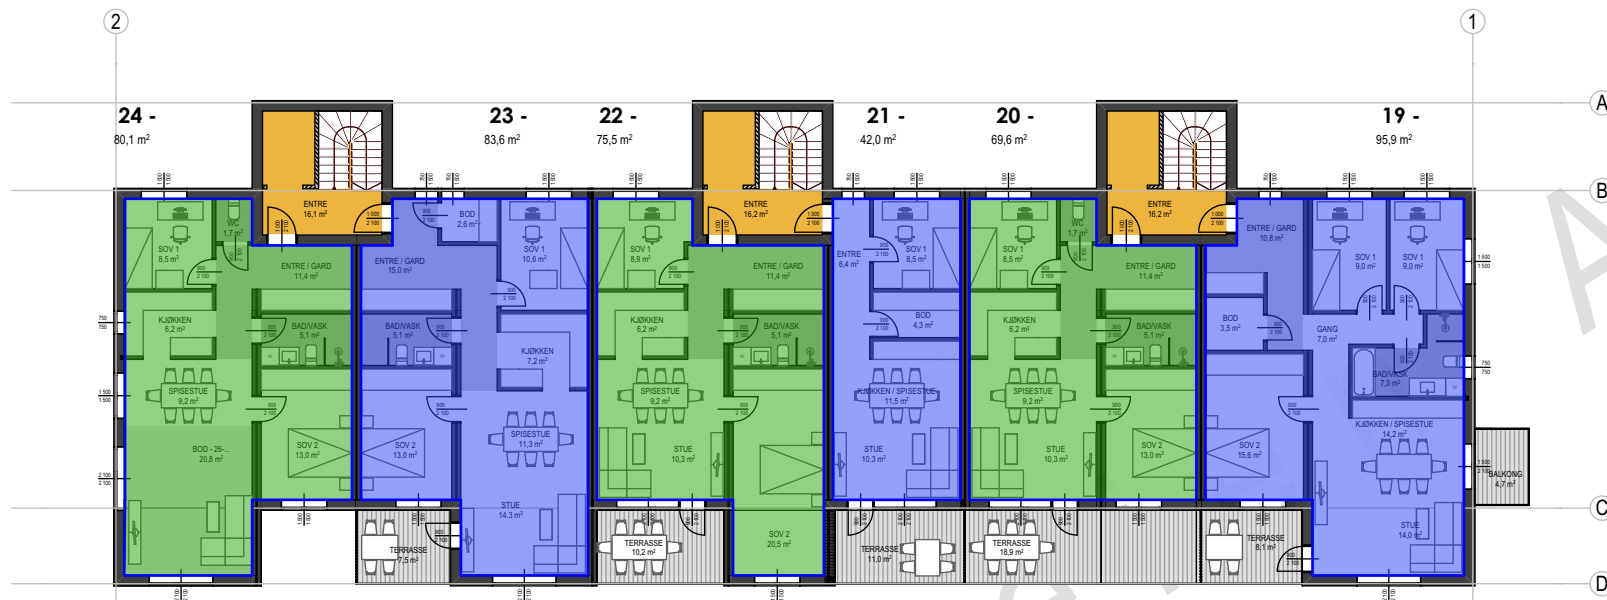 2
1
A
B
C
D
24 -
80,1 m²
23 -
83,6 m²
22 -
75,5 m²
21 -
42,0 m²
20 -
69,6 m²
19 -
95,9 m²
ENTRE
16,1 m²
ENTRE
16,2 m²
ENTRE
16,2 m²
SOV 1
8,5 m²
WC
1,7 m²
ENTRE / GARD
11,4 m²
KJØKKEN
6,2 m²
BAD/VASK
5,1 m²
SPISESTUE
9,2 m²
BOD - 26-...
20,8 m²
SOV 2
13,0 m²
BOD
2,6 m²
SOV 1
10,6 m²
ENTRE / GARD
15,0 m²
BAD/VASK
5,1 m²
KJØKKEN
7,2 m²
SOV 2
13,0 m²
SPISESTUE
11,3 m²
STUE
14,3 m²
TERRASSE
7,5 m²
SOV 1
8,9 m²
ENTRE / GARD
11,4 m²
KJØKKEN
6,2 m²
BAD/VASK
5,1 m²
SPISESTUE
9,2 m²
STUE
10,3 m²
SOV 2
20,5 m²
TERRASSE
10,2 m²
ENTRE
6,4 m²
SOV 1
8,5 m²
BOD
4,3 m²
KJØKKEN / SPISESTUE
11,5 m²
STUE
10,3 m²
TERRASSE
11,0 m²
SOV 1
8,5 m²
WC
1,7 m²
ENTRE / GARD
11,4 m²
KJØKKEN
6,2 m²
BAD/VASK
5,1 m²
SPISESTUE
9,2 m²
STUE
10,3 m²
SOV 2
13,0 m²
TERRASSE
18,9 m²
ENTRE / GARD
10,8 m²
SOV 1
9,0 m²
SOV 1
9,0 m²
BOD
3,5 m²
GANG
7,0 m²
BAD/VASK
7,3 m²
SOV 2
15,6 m²
KJØKKEN / SPISESTUE
14,2 m²
STUE
14,0 m²
TERRASSE
8,1 m²
BALKONG
4,7 m²